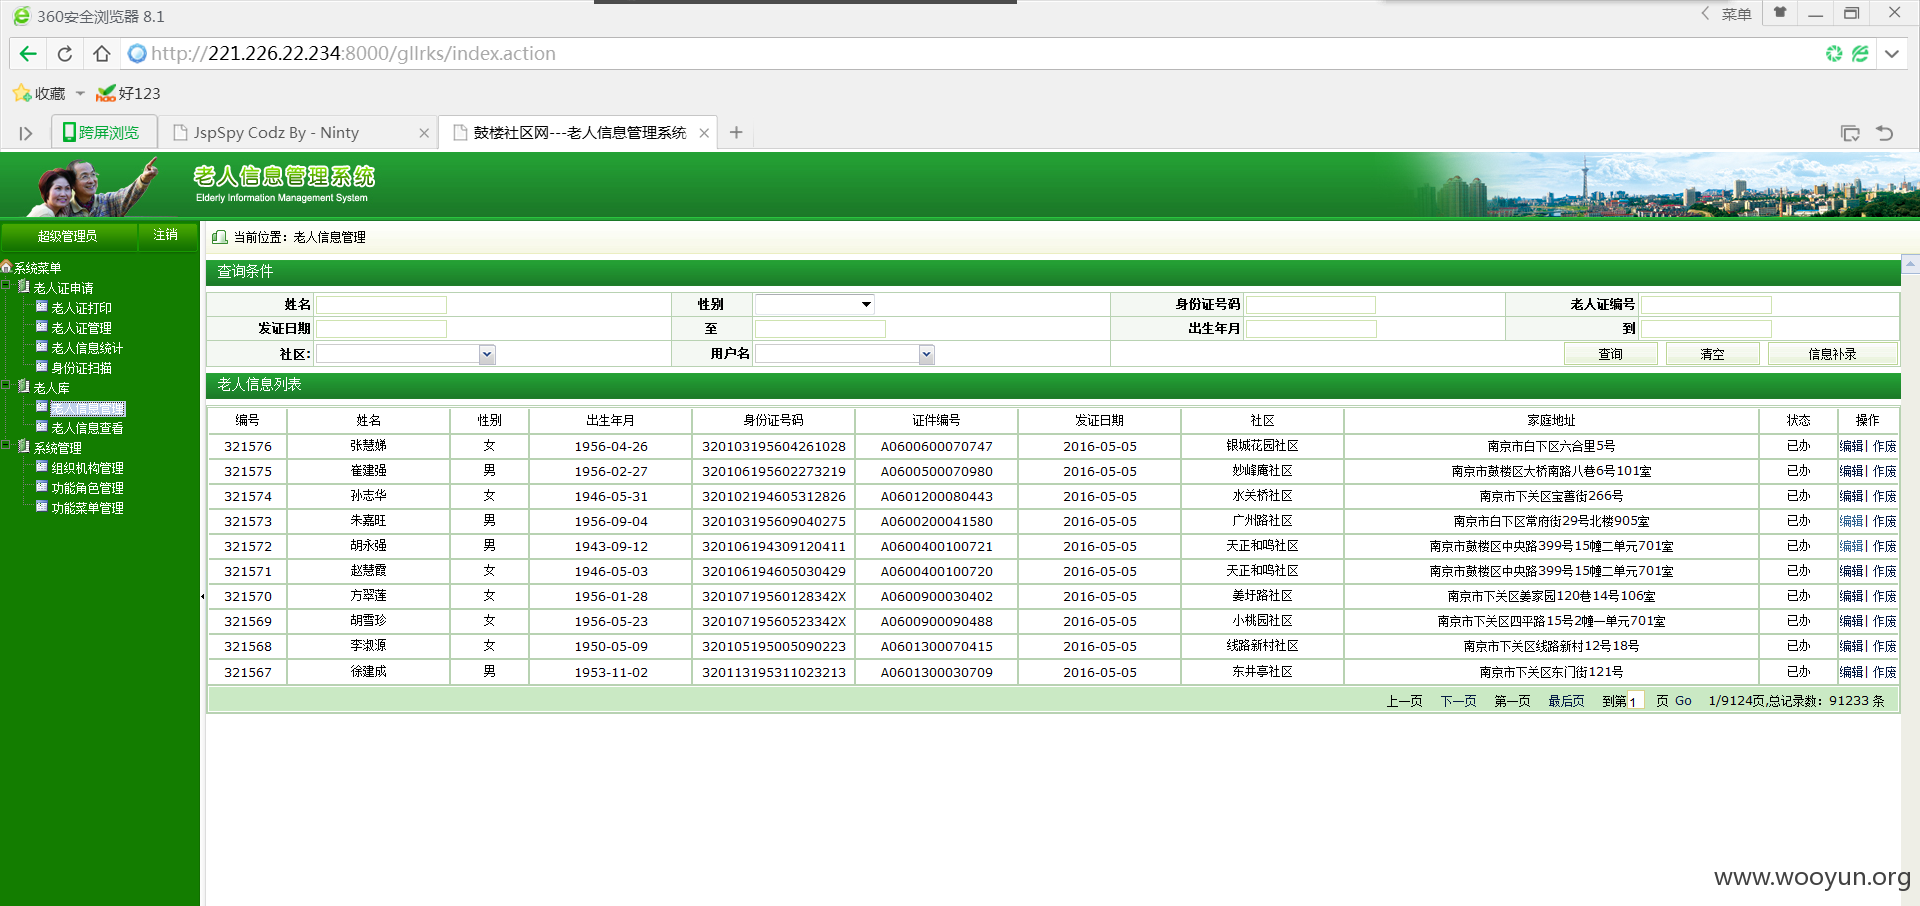 360安全浏览器 8.1
菜单
http://221.226.22.234:8000/gllrks/index.action
收藏 好123
跨屏浏览 JspSpy Codz By - Ninty 鼓楼社区网---老人信息管理系统
老人信息管理系统
Elderly Information Management System
超级管理员 注销
系统菜单
老人证申请
老人证打印
老人证管理
老人信息统计
身份证扫描
老人库
老人信息管理
老人信息查看
系统管理
组织机构管理
功能角色管理
功能菜单管理
当前位置：老人信息管理
查询条件
姓名 性别 身份证号码 老人证编号
发证日期 至 出生年月 到
社区: 用户名 查询 清空 信息补录
老人信息列表
编号 姓名 性别 出生年月 身份证号码 证件编号 发证日期 社区 家庭地址 状态 操作
321576 张慧娣 女 1956-04-26 320103195604261028 A0600600070747 2016-05-05 银城花园社区 南京市白下区六合里5号 已办 编辑| 作废
321575 崔建强 男 1956-02-27 320106195602273219 A0600500070980 2016-05-05 妙峰庵社区 南京市鼓楼区大桥南路八巷6号101室 已办 编辑| 作废
321574 孙志华 女 1946-05-31 320102194605312826 A0601200080443 2016-05-05 水关桥社区 南京市下关区宝善街266号 已办 编辑| 作废
321573 朱嘉旺 男 1956-09-04 320103195609040275 A0600200041580 2016-05-05 广州路社区 南京市白下区常府街29号北楼905室 已办 编辑| 作废
321572 胡永强 男 1943-09-12 320106194309120411 A0600400100721 2016-05-05 天正和鸣社区 南京市鼓楼区中央路399号15幢二单元701室 已办 编辑| 作废
321571 赵慧霞 女 1946-05-03 320106194605030429 A0600400100720 2016-05-05 天正和鸣社区 南京市鼓楼区中央路399号15幢二单元701室 已办 编辑| 作废
321570 方翠莲 女 1956-01-28 32010719560128342X A0600900030402 2016-05-05 姜圩路社区 南京市下关区姜家园120巷14号106室 已办 编辑| 作废
321569 胡雪珍 女 1956-05-23 32010719560523342X A0600900090488 2016-05-05 小桃园社区 南京市下关区四平路15号2幢一单元701室 已办 编辑| 作废
321568 李淑源 女 1950-05-09 320105195005090223 A0601300070415 2016-05-05 线路新村社区 南京市下关区线路新村12号18号 已办 编辑| 作废
321567 徐建成 男 1953-11-02 320113195311023213 A0601300030709 2016-05-05 东井亭社区 南京市下关区东门街121号 已办 编辑| 作废
上一页 下一页 第一页 最后页 到第1 页 Go 1/9124页,总记录数：91233 条
www.wooyun.org